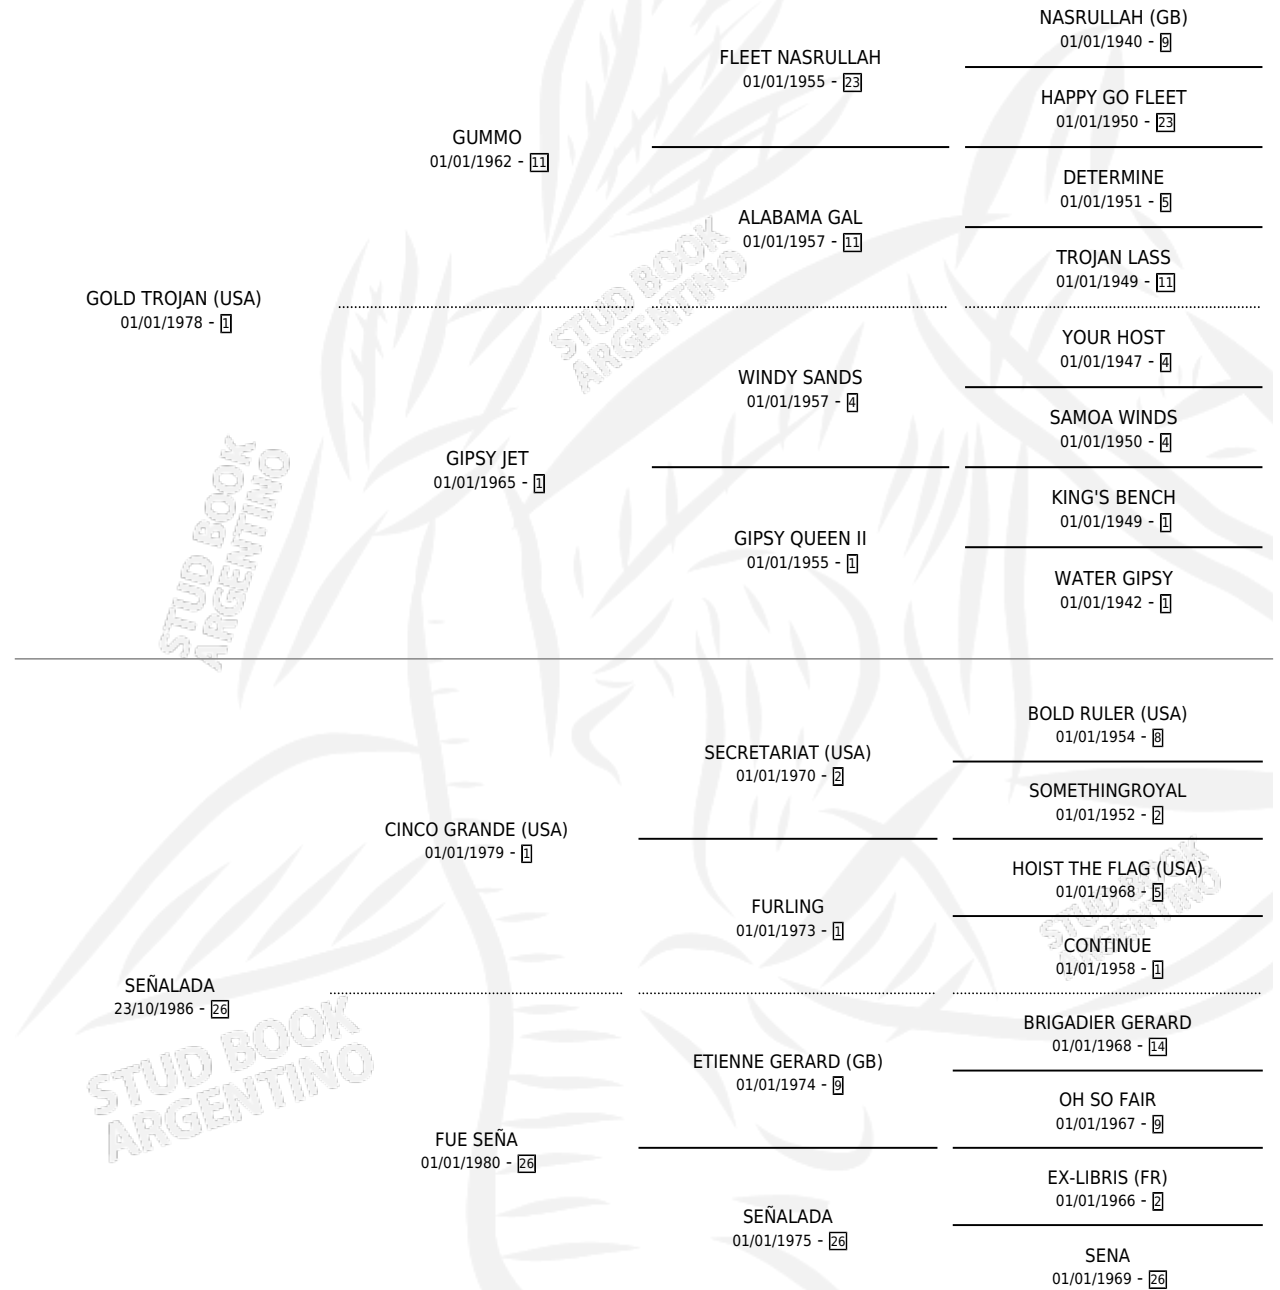 NASRULLAH (GB)
01/01/1940 - 9
FLEET NASRULLAH
01/01/1955 - 23
HAPPY GO FLEET
01/01/1950 - 23
GUMMO
01/01/1962 - 11
DETERMINE
01/01/1951 - 5
ALABAMA GAL
01/01/1957 - 11
TROJAN LASS
01/01/1949 - 11
GOLD TROJAN (USA)
01/01/1978 - 1
YOUR HOST
01/01/1947 - 4
WINDY SANDS
01/01/1957 - 4
SAMOA WINDS
01/01/1950 - 4
GIPSY JET
01/01/1965 - 1
KING'S BENCH
01/01/1949 - 1
GIPSY QUEEN II
01/01/1955 - 1
WATER GIPSY
01/01/1942 - 1
BOLD RULER (USA)
01/01/1954 - 8
SECRETARIAT (USA)
01/01/1970 - 2
SOMETHINGROYAL
01/01/1952 - 2
CINCO GRANDE (USA)
01/01/1979 - 1
HOIST THE FLAG (USA)
01/01/1968 - 5
FURLING
01/01/1973 - 1
CONTINUE
01/01/1958 - 1
SEÑALADA
23/10/1986 - 26
BRIGADIER GERARD
01/01/1968 - 14
ETIENNE GERARD (GB)
01/01/1974 - 9
OH SO FAIR
01/01/1967 - 9
FUE SEÑA
01/01/1980 - 26
EX-LIBRIS (FR)
01/01/1966 - 2
SEÑALADA
01/01/1975 - 26
SENA
01/01/1969 - 26
STUD BOOK
ARGENTINO
STUD BOOK
ARGENTINO
STUD BOOK
ARGENTINO
STUD BOOK
ARGENTINO